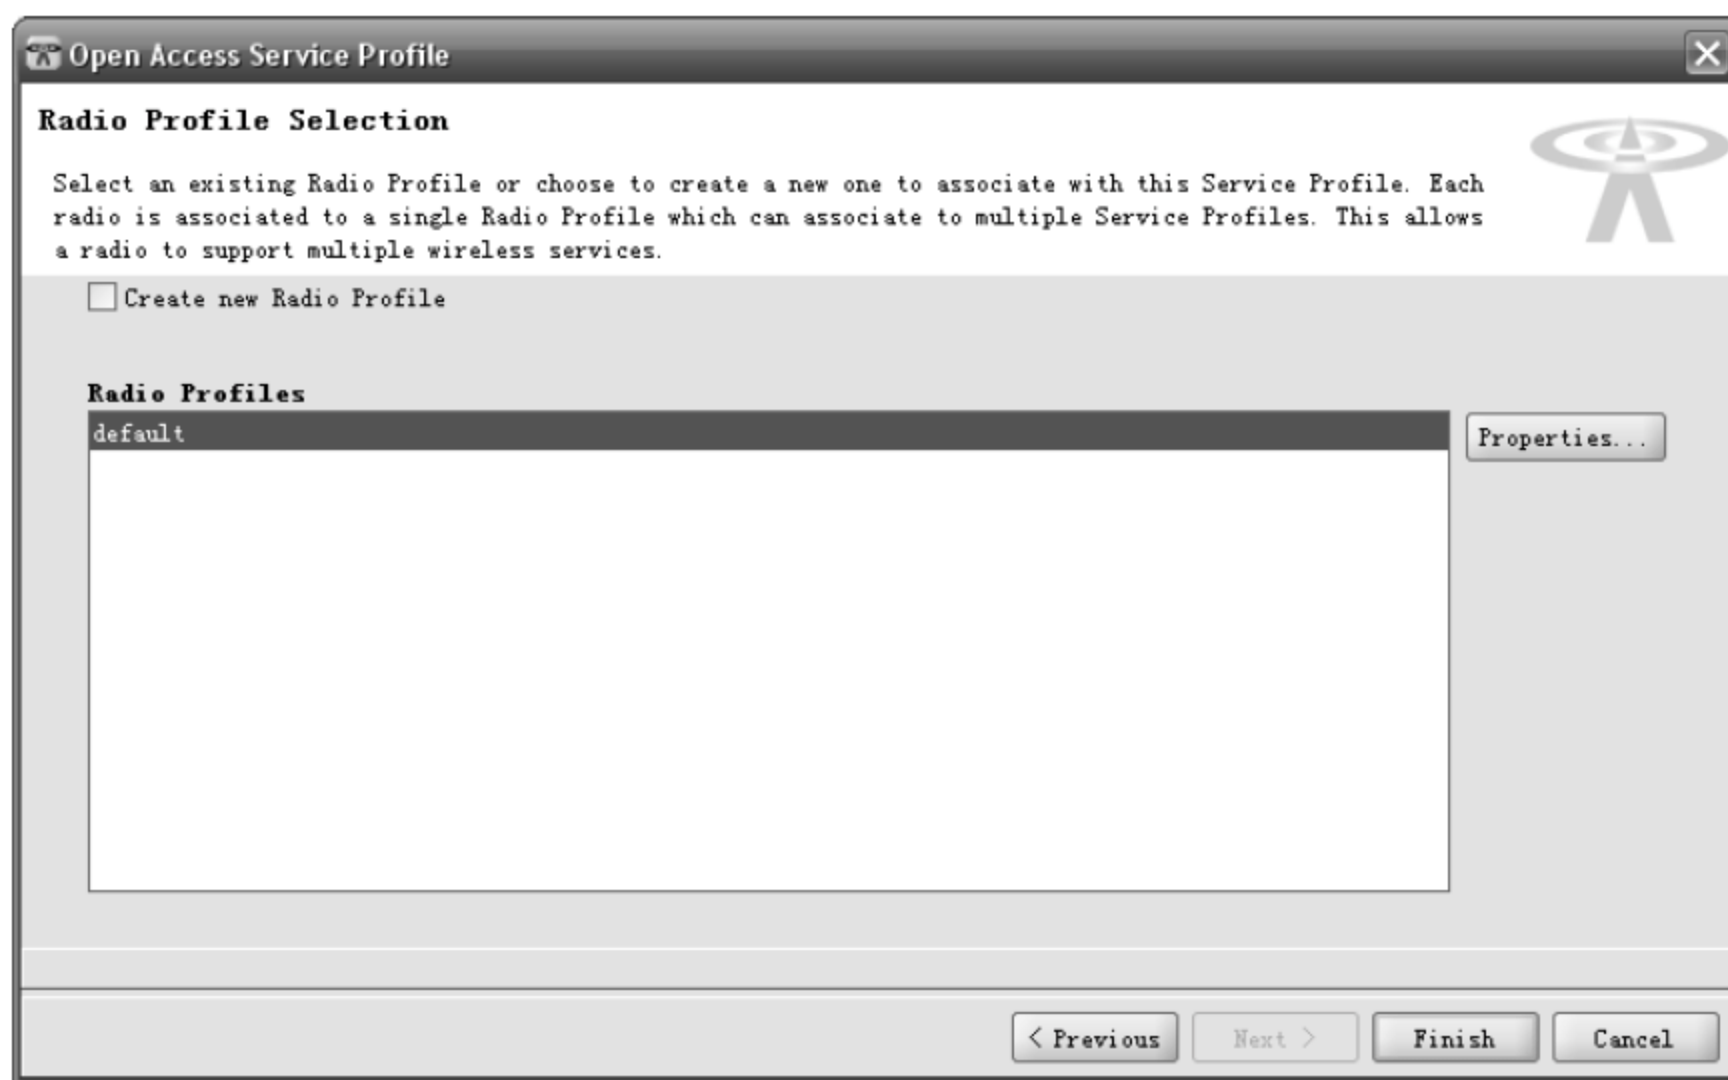 Open Access Service Profile
Radio Profile Selection
Select an existing Radio Profile or choose to create a new one to associate with this Service Profile. Each
radio is associated to a single Radio Profile which can associate to multiple Service Profiles. This allows
a radio to support multiple wireless services.
Create new Radio Profile
Radio Profiles
default
Properties...
< Previous
Next >
Finish
Cancel